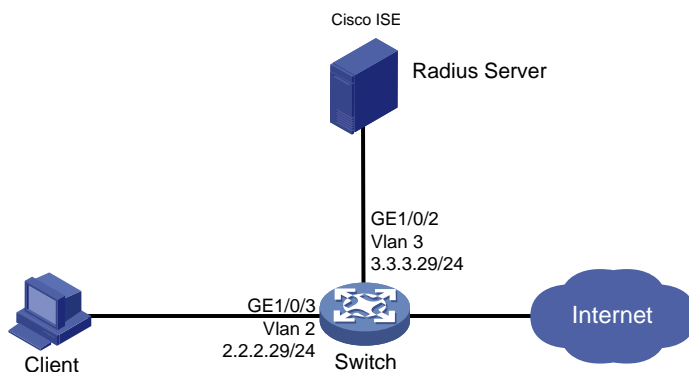 Cisco ISE
Radius Server
GE1/0/2
Vlan 3
3.3.3.29/24
GE1/0/3
Vlan 2
2.2.2.29/24
Client
Switch
Internet